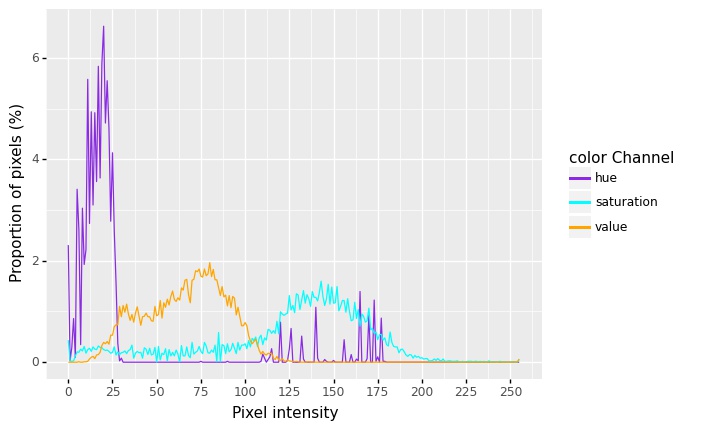 6
4
2
0
Proportion of pixels (%)
0 25 50 75 100 125 150 175 200 225 250
Pixel intensity
color Channel
hue
saturation
value